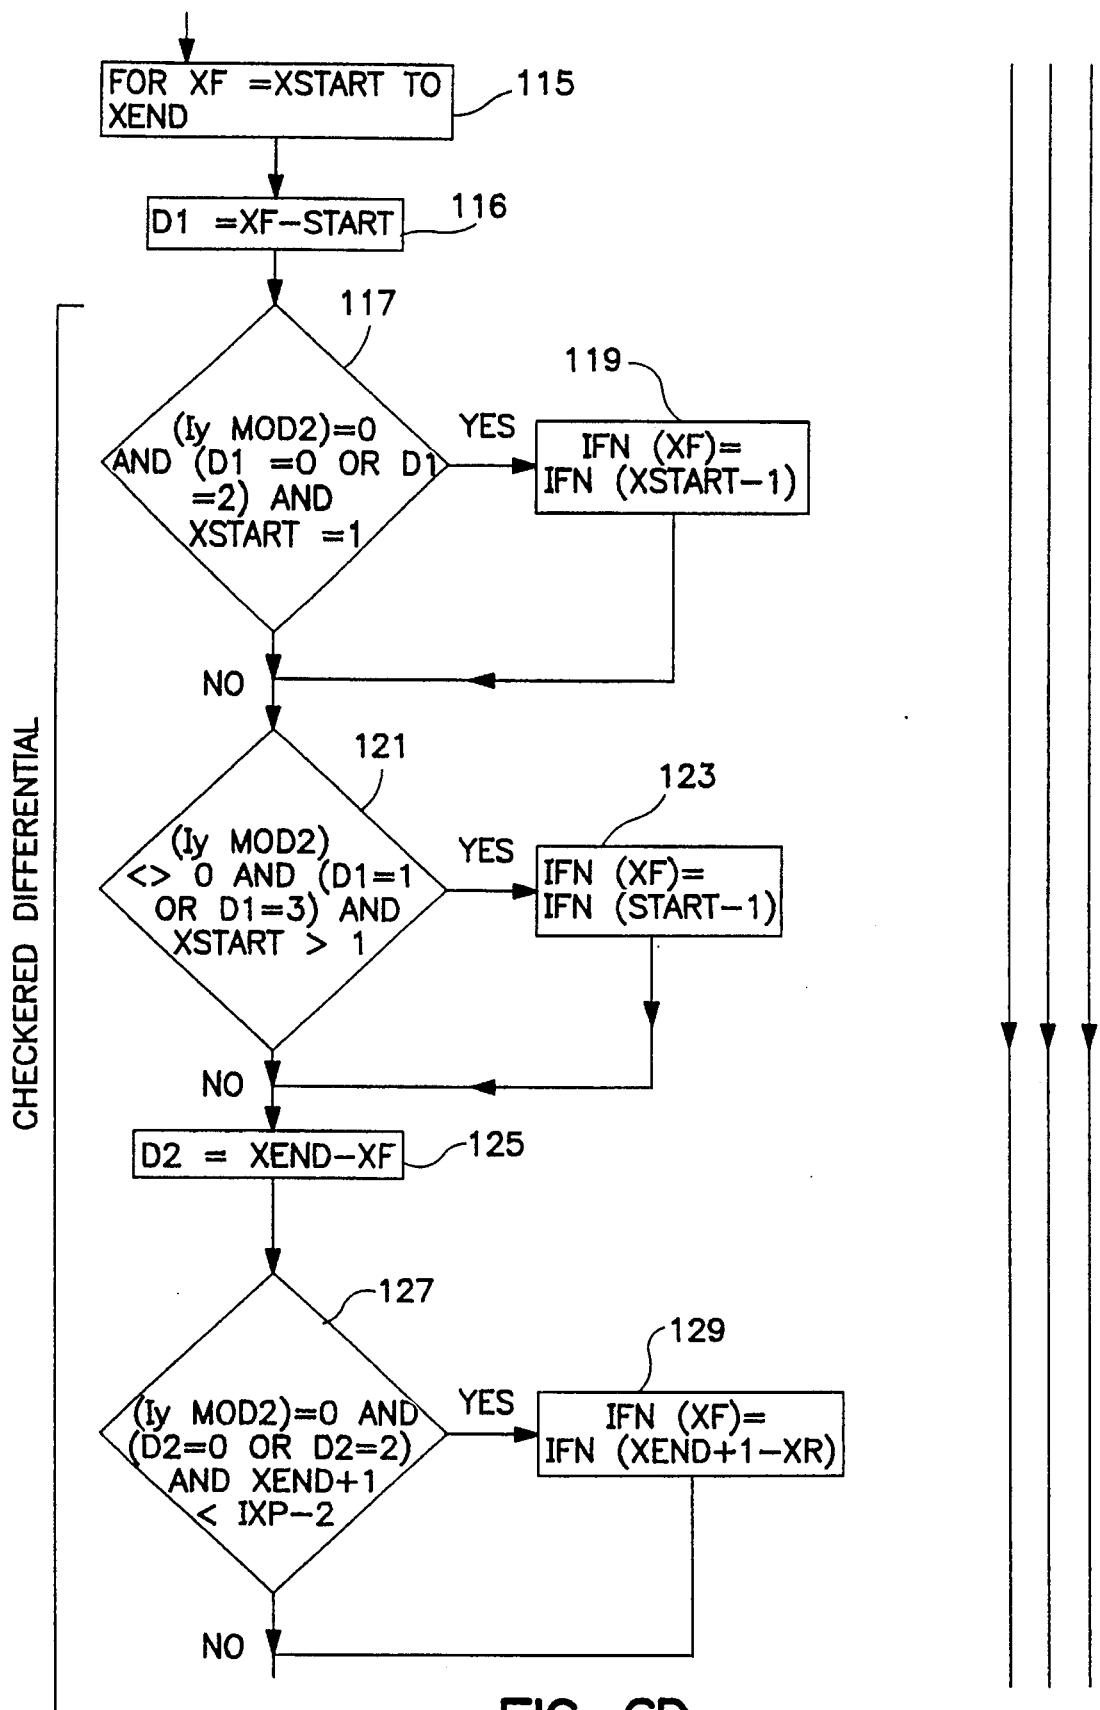 FOR XF =XSTART TO
XEND
115
D1 =XF-START
116
117
(Iy MOD2)=0
AND (D1 =0 OR D1
=2) AND
XSTART =1
YES
119
IFN (XF)=
IFN (XSTART-1)
NO
121
(Iy MOD2)
<> 0 AND (D1=1
OR D1=3) AND
XSTART > 1
YES
123
IFN (XF)=
IFN (START-1)
NO
CHECKERED DIFFERENTIAL
D2 = XEND-XF
125
127
(Iy MOD2)=0 AND
(D2=0 OR D2=2)
AND XEND+1
< IXP-2
YES
129
IFN (XF)=
IFN (XEND+1-XR)
NO